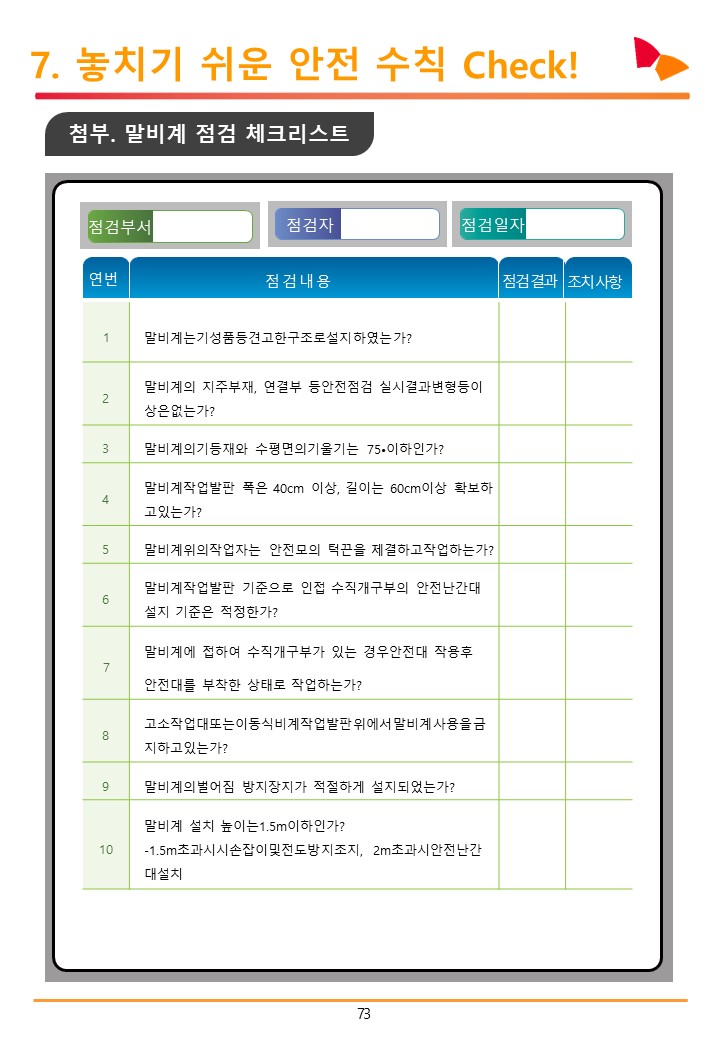 7. 놓치기 쉬운 안전 수칙 Check!
첨부. 말비계 점검 체크리스트
점검부서 점검자 점검일자
연번 점검내용 점검결과 조치사항
1 말비계는기성품등견고한구조로설지하였는가?
2 말비계의 지주부재, 연결부 등안전점검 실시결과변형등이
상은없는가?
3 말비계의기등재와 수평면의기울기는 75•이하인가?
4 말비계작업발판 폭은 40cm 이상, 길이는 60cm이상 확보하
고있는가?
5 말비계위의작업자는 안전모의 턱끈을 제결하고작업하는가?
6 말비계작업발판 기준으로 인접 수직개구부의 안전난간대
설지 기준은 적정한가?
7 말비계에 접하여 수직개구부가 있는 경우안전대 작용후
안전대를 부착한 상태로 작업하는가?
8 고소작업대또는이동식비계작업발판위에서말비계사용을금
지하고있는가?
9 말비계의벌어짐 방지장지가 적절하게 설지되었는가?
10 말비계 설치 높이는1.5m이하인가?
-1.5m초과시시손잡이및전도방지조지, 2m초과시안전난간
대설치
73